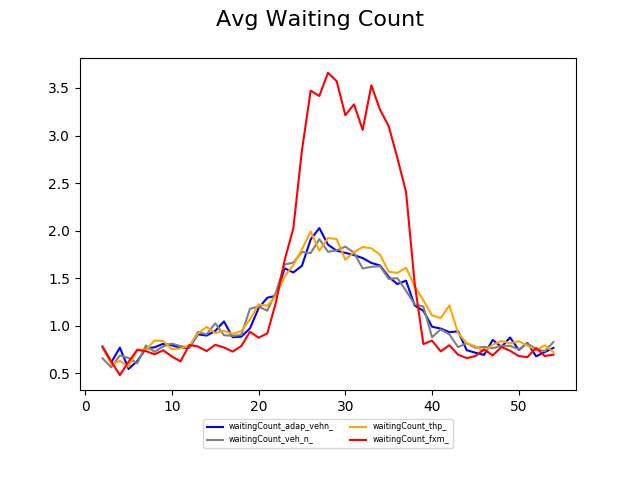 Avg Waiting Count
3.5
3.0
2.5
2.0
1.5
1.0
0.5
0 10 20 30 40 50
waitingCount_adap_vehn_ waitingCount_thp_
waitingCount_veh_n_ waitingCount_fxm_